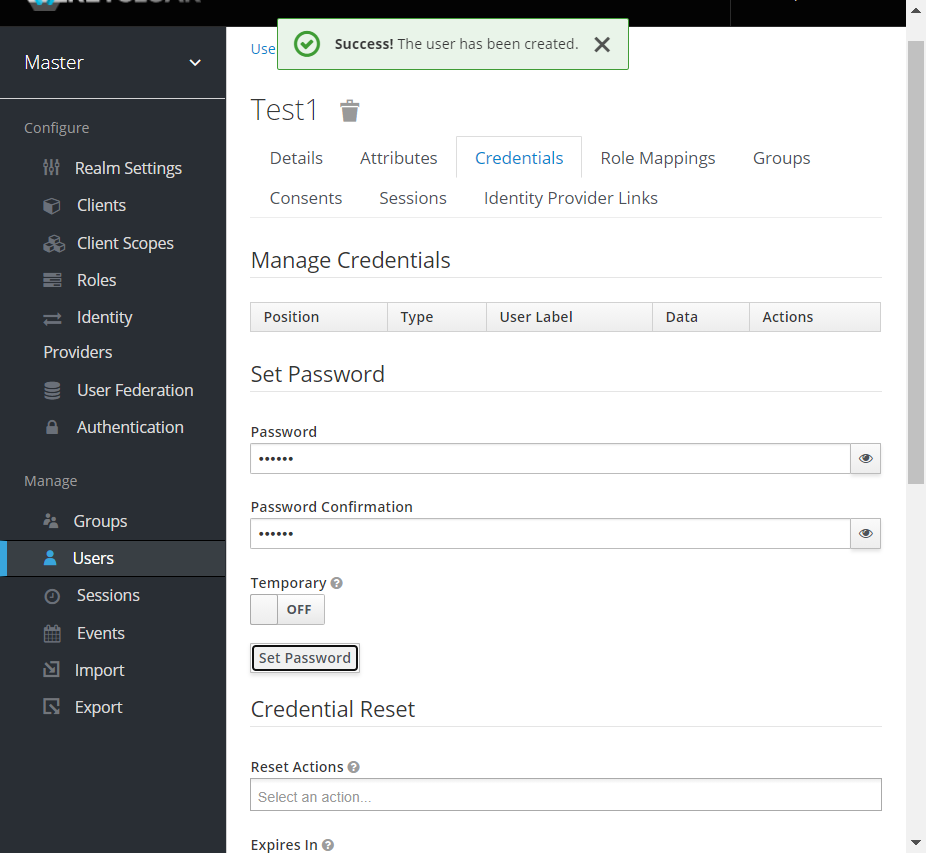 Master
Configure
Realm Settings
Clients
Client Scopes
Roles
Identity
Providers
User Federation
Authentication
Manage
Groups
Users
Sessions
Events
Import
Export
Success! The user has been created.
Use
Test1
Details Attributes Credentials Role Mappings Groups
Consents Sessions Identity Provider Links
Manage Credentials
Position Type User Label Data Actions
Set Password
Password
••••••
Password Confirmation
••••••
Temporary
OFF
Set Password
Credential Reset
Reset Actions
Select an action...
Expires In